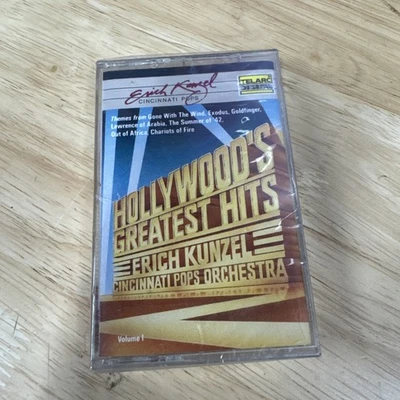 Erich Kunzel
CINCINNATI POPS
TELARC
Themes from Gone With The Wind, Exodus, Goldfinger,
Lawrence of Arabia, The Summer of '42,
Out of Africa, Chariots of Fire
HOLLYWOOD'S
GREATEST HITS
ERICH KUNZEL
CINCINNATI POPS ORCHESTRA
Volume I